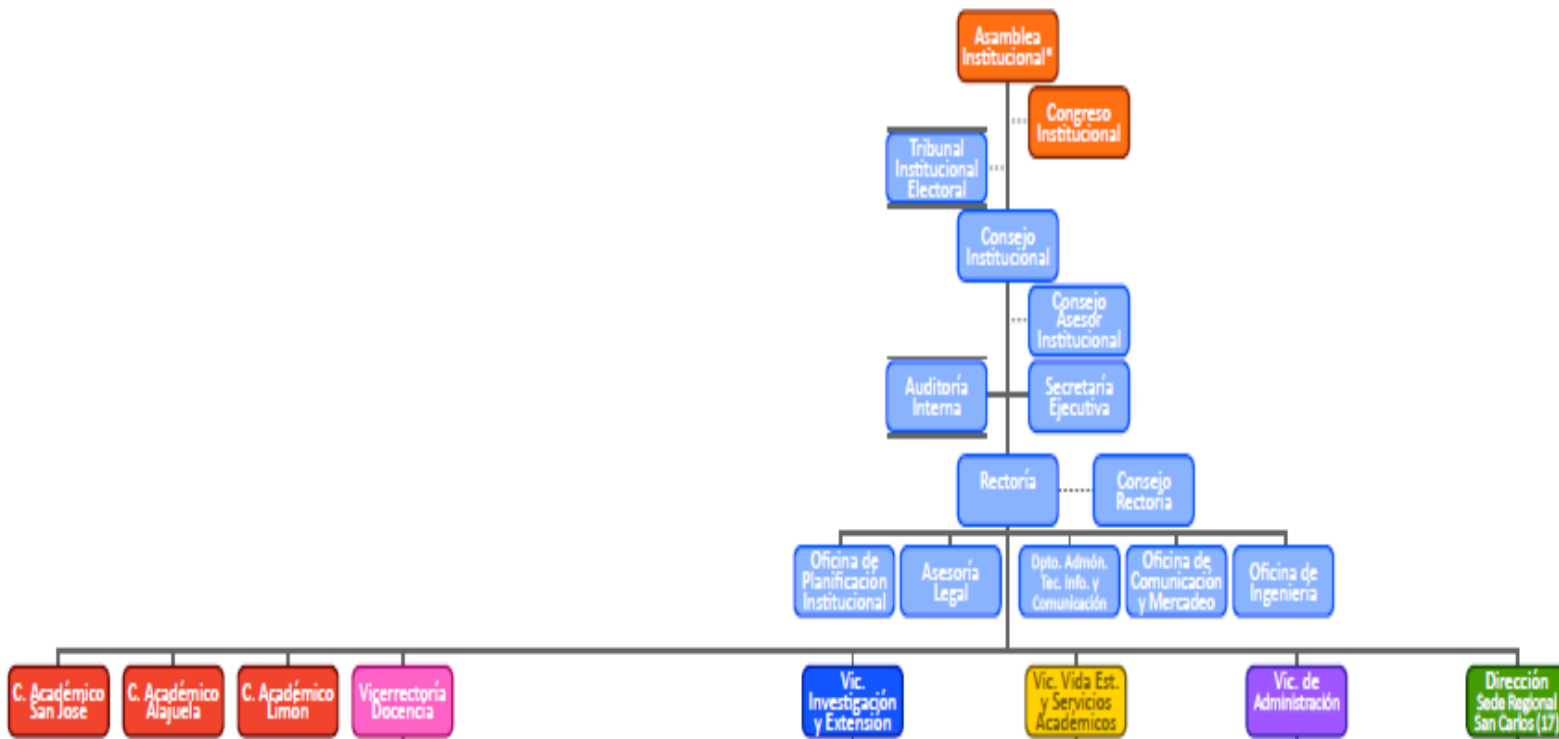 Asamblea
Institucional*
Congreso
Institucional
Tribunal
Institucional
Electoral
Consejo
Institucional
Consejo
Asesor
Institucional
Auditoría
Interna
Secretaría
Ejecutiva
Rectoría
Consejo
Rectoría
Oficina de
Planificación
Institucional
Asesoría
Legal
Dpto. Admón.
Tec. Info. y
Comunicación
Oficina de
Comunicación
y Mercadeo
Oficina de
Ingeniería
C. Académico
San José
C. Académico
Alajuela
C. Académico
Limón
Vicerrectoría
Docencia
Vic.
Investigación
y Extensión
Vic. Vida Est.
y Servicios
Académicos
Vic. de
Administración
Dirección
Sede Regional
San Carlos (17)